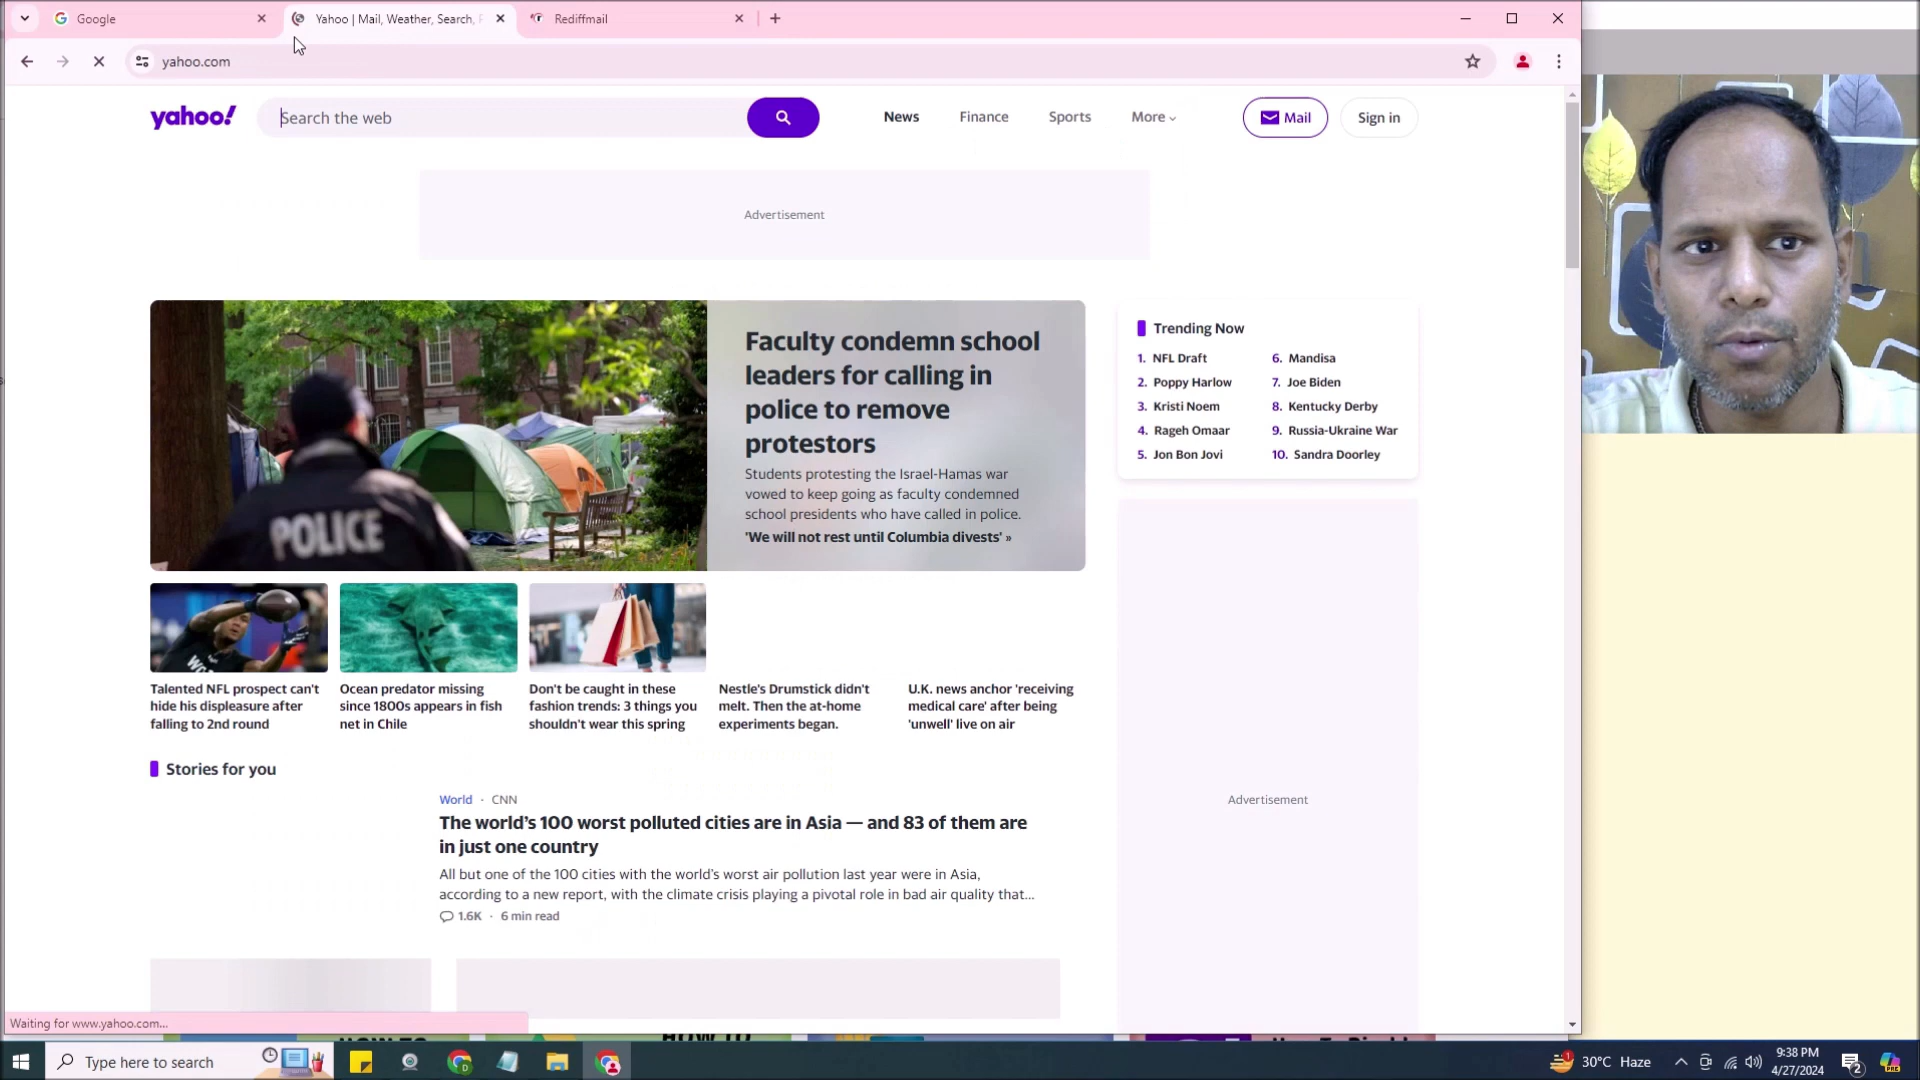 Google
Yahoo | Mail, Weather, Search,
Rediffmail
yahoo.com
yahoo!
Search the web
News
Finance
Sports
More
Mail
Sign in
Advertisement
POLICE
Faculty condemn school
leaders for calling in
police to remove
protestors
Students protesting the Israel-Hamas war
vowed to keep going as faculty condemned
school presidents who have called in police.
'We will not rest until Columbia divests' »
Trending Now
1. NFL Draft
2. Poppy Harlow
3. Kristi Noem
4. Rageh Omaar
5. Jon Bon Jovi
6. Mandisa
7. Joe Biden
8. Kentucky Derby
9. Russia-Ukraine War
10. Sandra Doorley
Talented NFL prospect can't
hide his displeasure after
falling to 2nd round
Ocean predator missing
since 1800s appears in fish
net in Chile
Don't be caught in these
fashion trends: 3 things you
shouldn't wear this spring
Nestle's Drumstick didn't
melt. Then the at-home
experiments began.
U.K. news anchor 'receiving
medical care' after being
'unwell' live on air
Stories for you
World · CNN
The world's 100 worst polluted cities are in Asia — and 83 of them are
in just one country
All but one of the 100 cities with the world's worst air pollution last year were in Asia,
according to a new report, with the climate crisis playing a pivotal role in bad air quality that...
1.6K · 6 min read
Advertisement
Waiting for www.yahoo.com...
Type here to search
30°C Haze
9:38 PM
4/27/2024
2